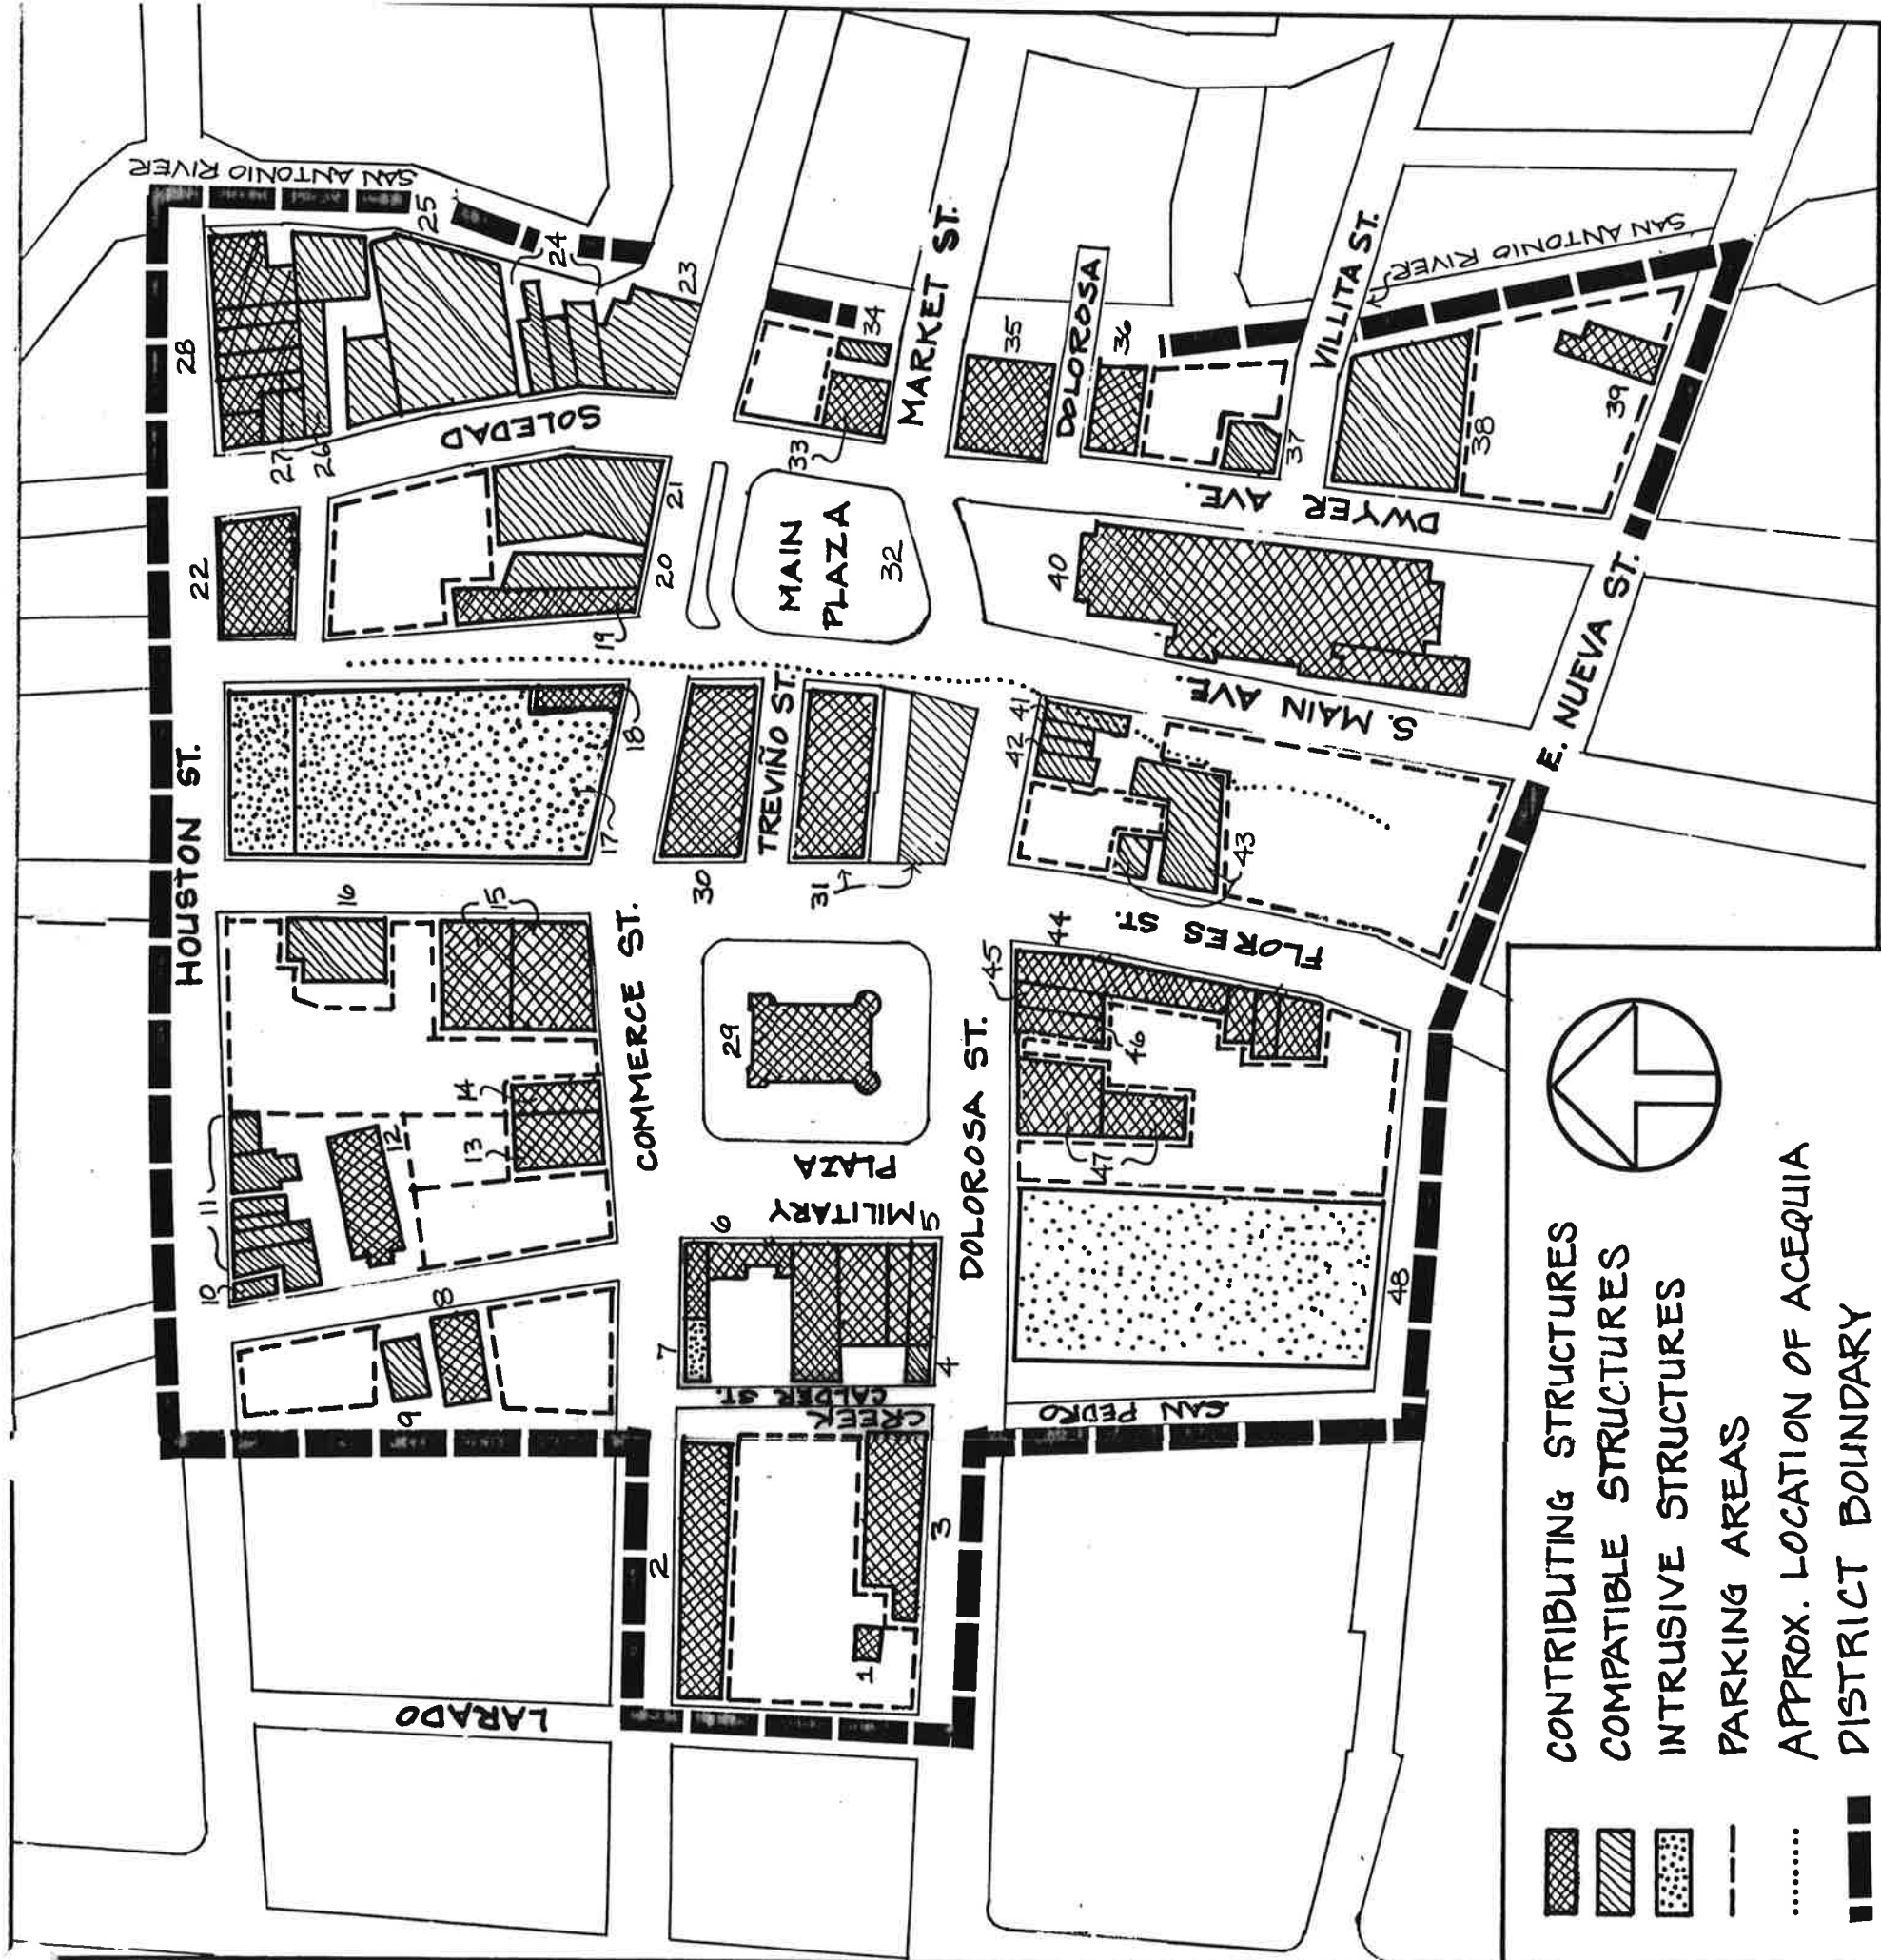 SAN ANTONIO RIVER
28
25
24
23
22
27
26
SOLEDAD
21
20
19
HOUSTON ST.
18
17
16
15
14
13
12
11
10
9
8
COMMERCE ST.
MAIN
PLAZA
32
33
34
MARKET ST.
35
DOLOROSA
36
37
VILLITA ST.
SAN ANTONIO RIVER
38
39
DWYER AVE.
40
S. MAIN AVE.
E. NUEVA ST.
TREVIÑO ST.
30
31
41
42
43
FLORES ST.
44
45
46
47
48
29
MILITARY
PLAZA
DOLOROSA ST.
7
6
5
4
CALDER ST.
SAN PEDRO
CREEK
2
3
1
LARADO
CONTRIBUTING STRUCTURES
COMPATIBLE STRUCTURES
INTRUSIVE STRUCTURES
PARKING AREAS
APPROX. LOCATION OF ACEQUIA
DISTRICT BOUNDARY